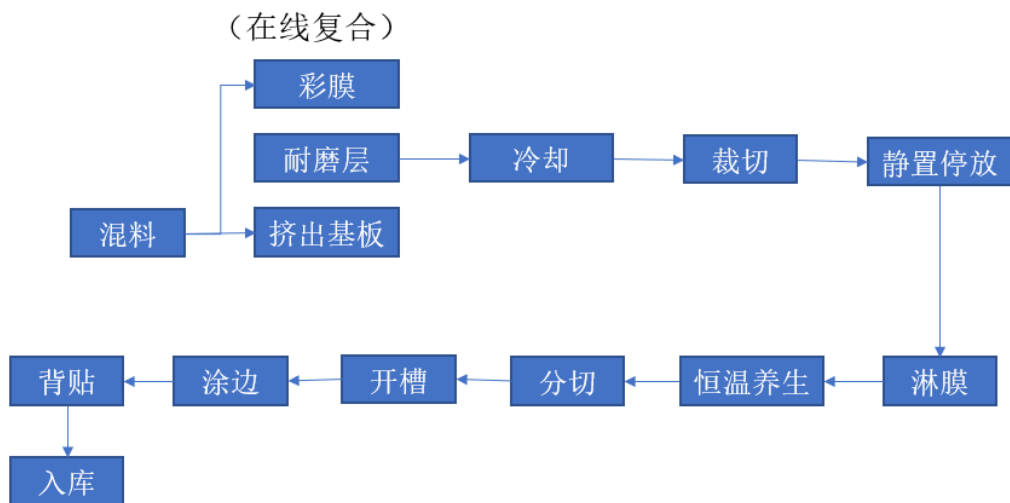 （在线复合）
彩膜
耐磨层
冷却
裁切
静置停放
混料
挤出基板
背贴
涂边
开槽
分切
恒温养生
淋膜
入库